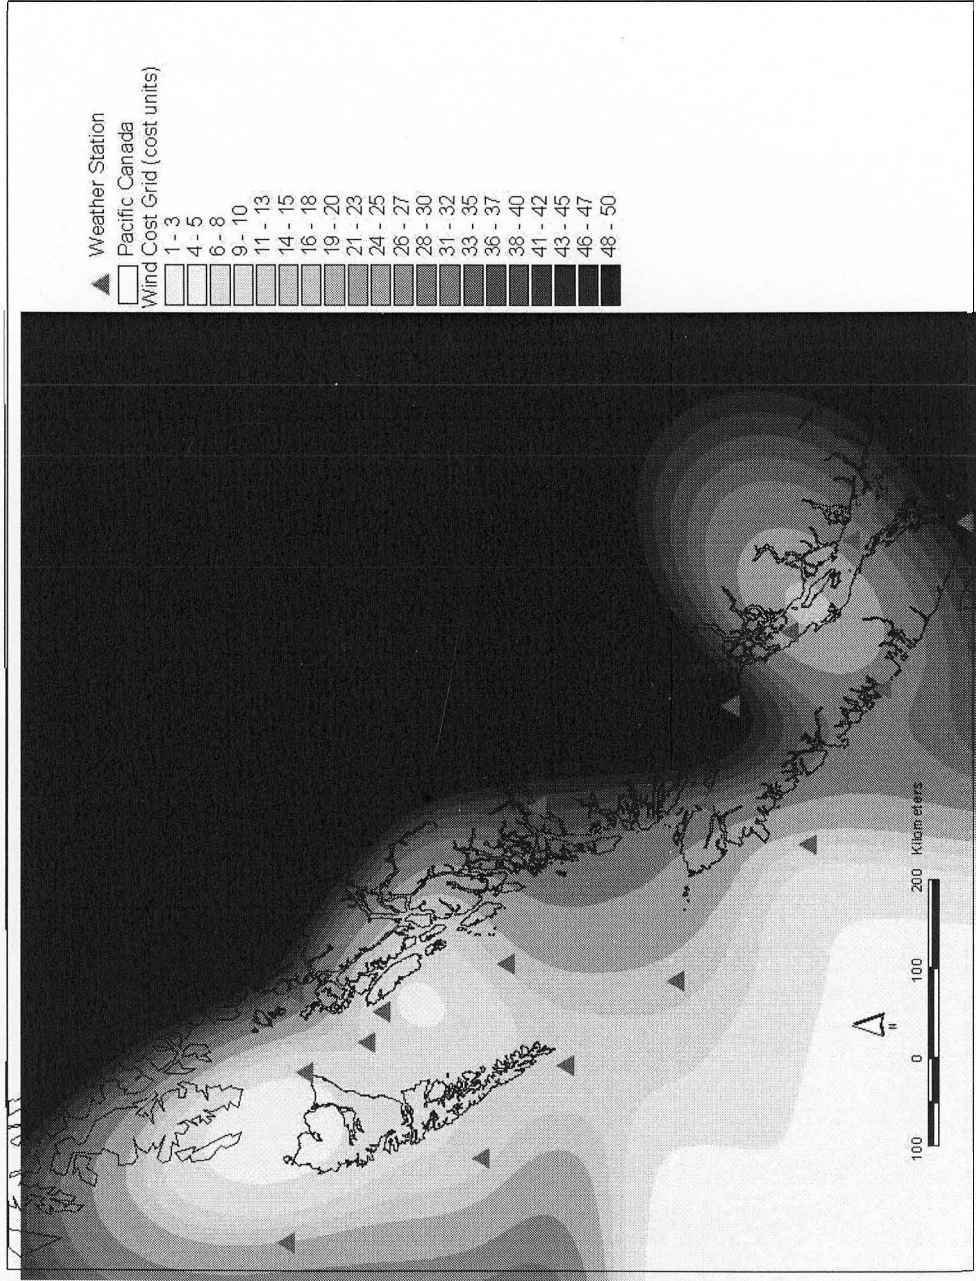 Weather Station
Pacific Canada
Wind Cost Grid (cost units)
1 - 3
4 - 5
6 - 8
9 - 10
11 - 13
14 - 15
16 - 18
19 - 20
21 - 23
24 - 25
26 - 27
28 - 30
31 - 32
33 - 35
36 - 37
38 - 40
41 - 42
43 - 45
46 - 47
48 - 50
N
100 0 100 200 Kilometers